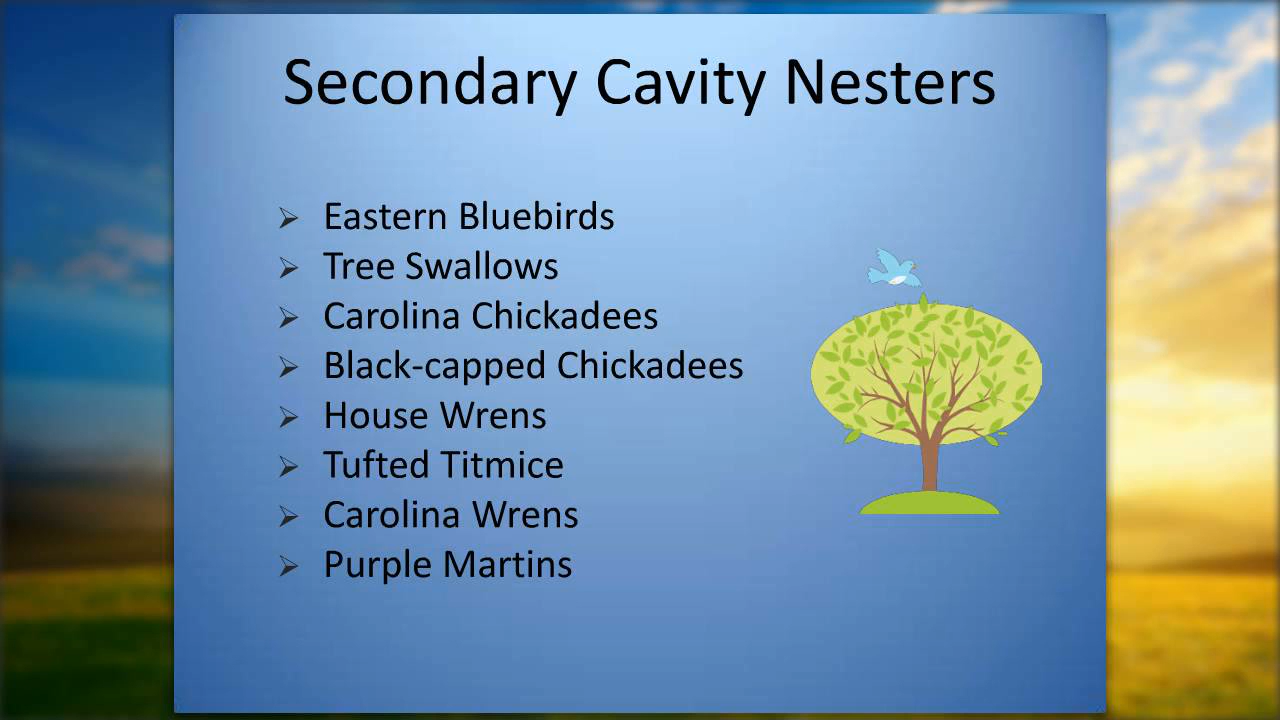 Secondary Cavity Nesters
Eastern Bluebirds
Tree Swallows
Carolina Chickadees
Black-capped Chickadees
House Wrens
Tufted Titmice
Carolina Wrens
Purple Martins